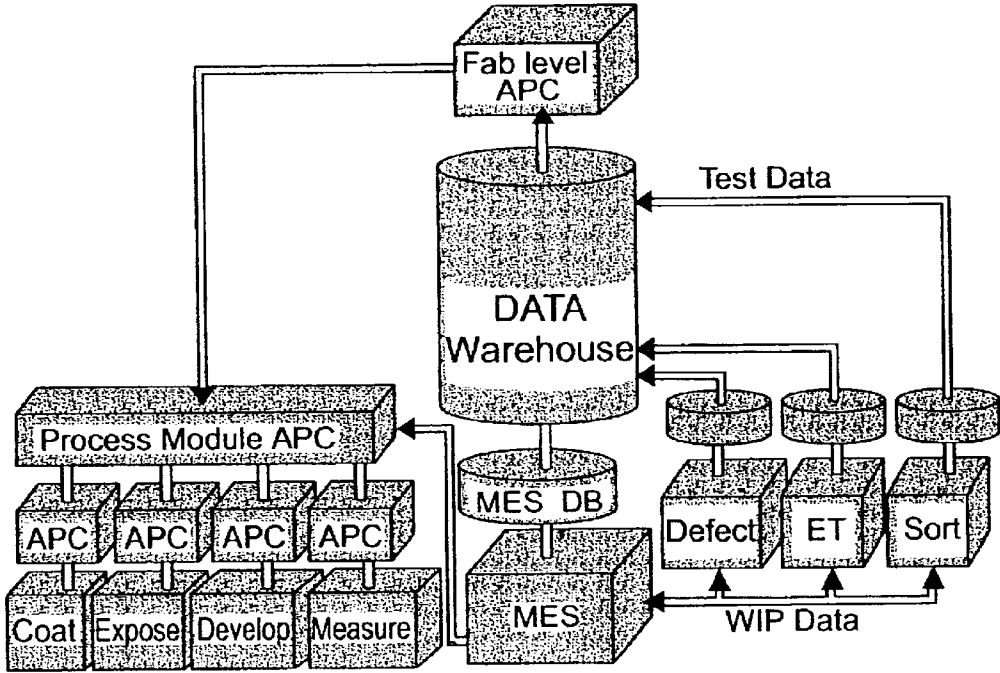 Fab level
APC
Test Data
DATA
Warehouse
Process Module APC
MES DB
APC APC APC APC
Defect ET Sort
Coat Expose Develop Measure
MES
WIP Data